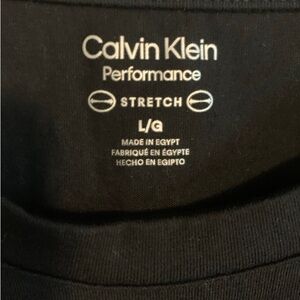 Calvin Klein
Performance
STRETCH
L/G
MADE IN EGYPT
FABRIQUÉ EN ÉGYPTE
HECHO EN EGIPTO